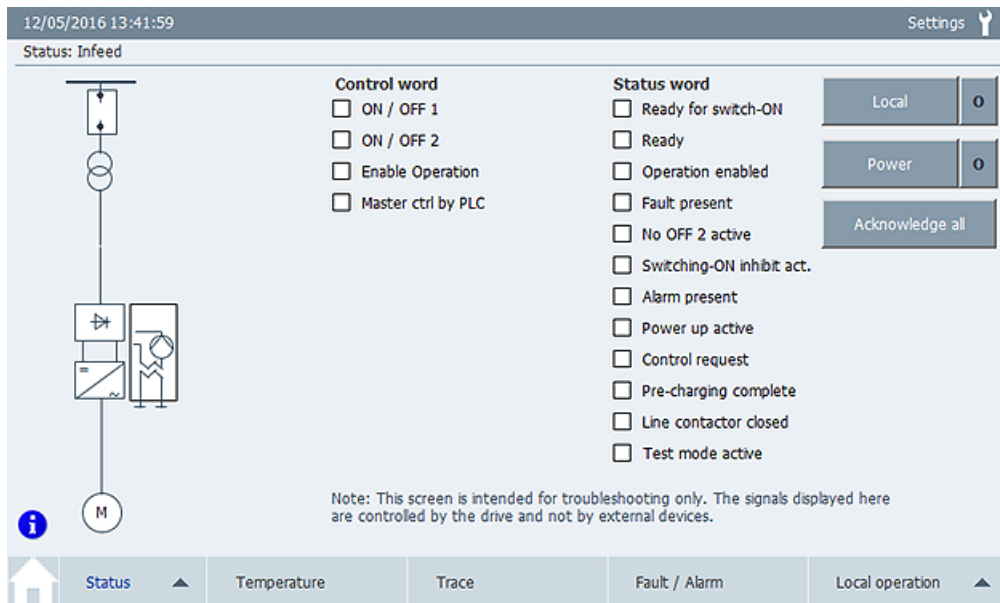 12/05/2016 13:41:59
Settings
Status: Infeed
Control word
ON / OFF 1
ON / OFF 2
Enable Operation
Master ctrl by PLC
Status word
Ready for switch-ON
Ready
Operation enabled
Fault present
No OFF 2 active
Switching-ON inhibit act.
Alarm present
Power up active
Control request
Pre-charging complete
Line contactor closed
Test mode active
Local
O
Power
O
Acknowledge all
=
~
M
i
Note: This screen is intended for troubleshooting only. The signals displayed here
are controlled by the drive and not by external devices.
Status
Temperature
Trace
Fault / Alarm
Local operation